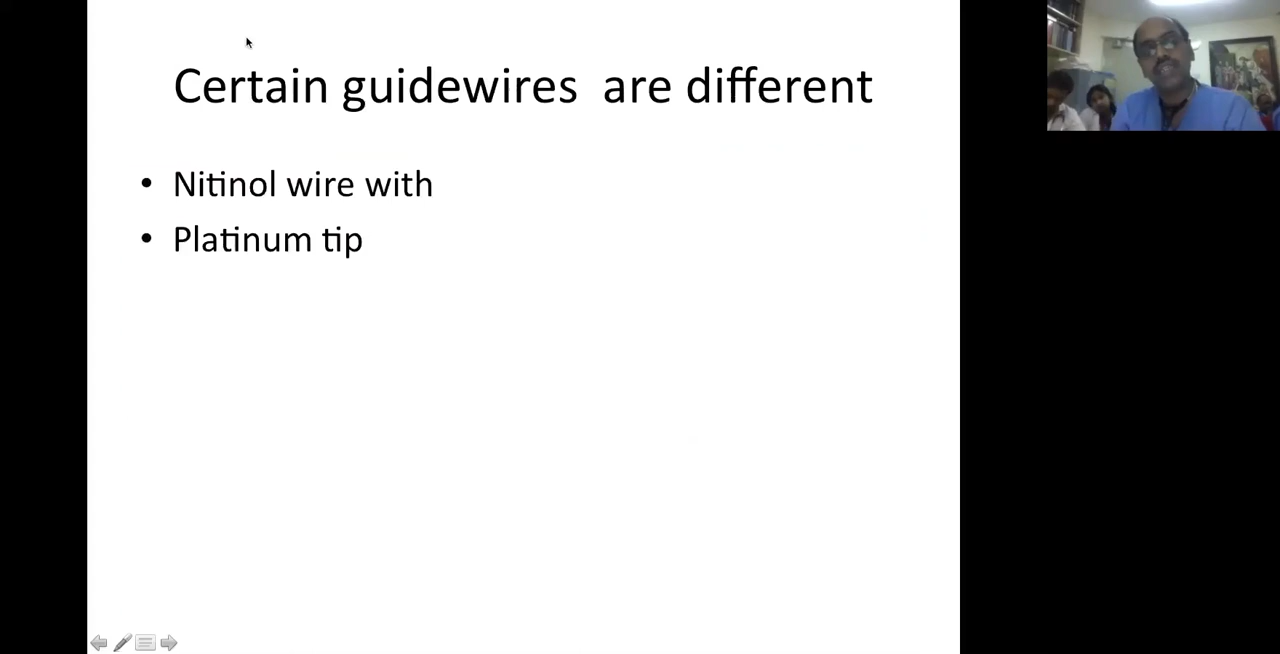 Certain guidewires are different
• Nitinol wire with
• Platinum tip